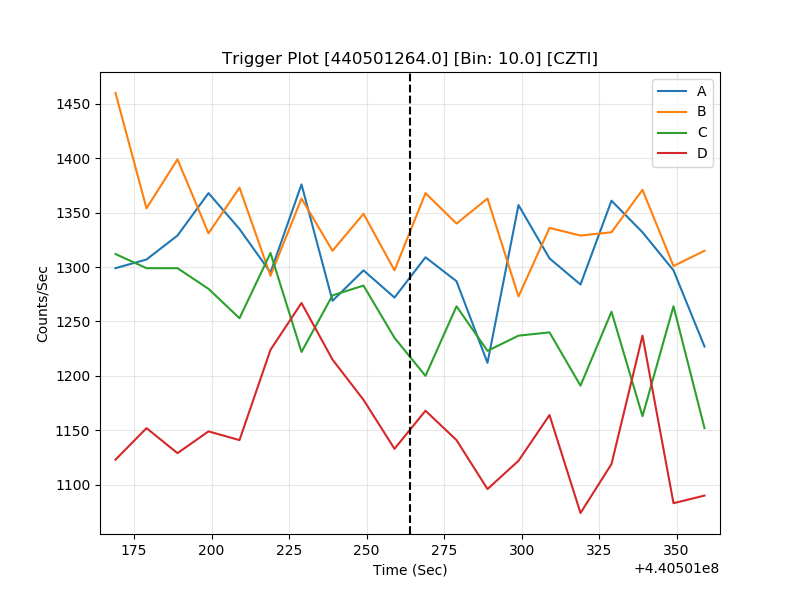 Trigger Plot [440501264.0] [Bin: 10.0] [CZTI]
A
B
C
D
Counts/Sec
1450
1400
1350
1300
1250
1200
1150
1100
175 200 225 250 275 300 325 350
Time (Sec)
+4.40501e8